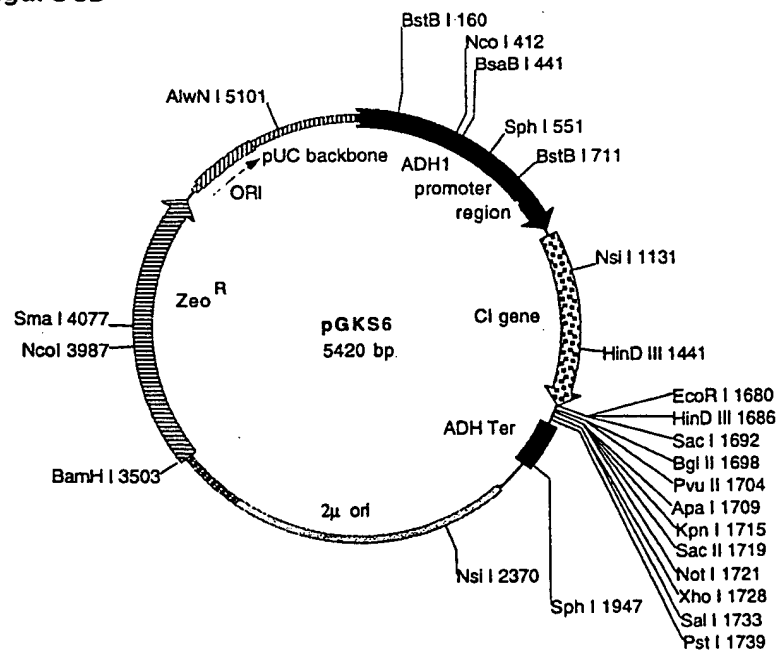 BstB I 160
Nco I 412
BsaB I 441
AlwN I 5101
Sph I 551
BstB I 711
pUC backbone
ORI
ADH1
promoter
region
Nsi I 1131
Zeo R
CI gene
Sma I 4077
NcoI 3987
pGKS6
5420 bp.
HinD III 1441
EcoR I 1680
HinD III 1686
Sac I 1692
Bgl II 1698
Pvu II 1704
Apa I 1709
Kpn I 1715
Sac II 1719
Not I 1721
Xho I 1728
Sal I 1733
Pst I 1739
ADH Ter
BamH I 3503
2µ ori
Nsi I 2370
Sph I 1947